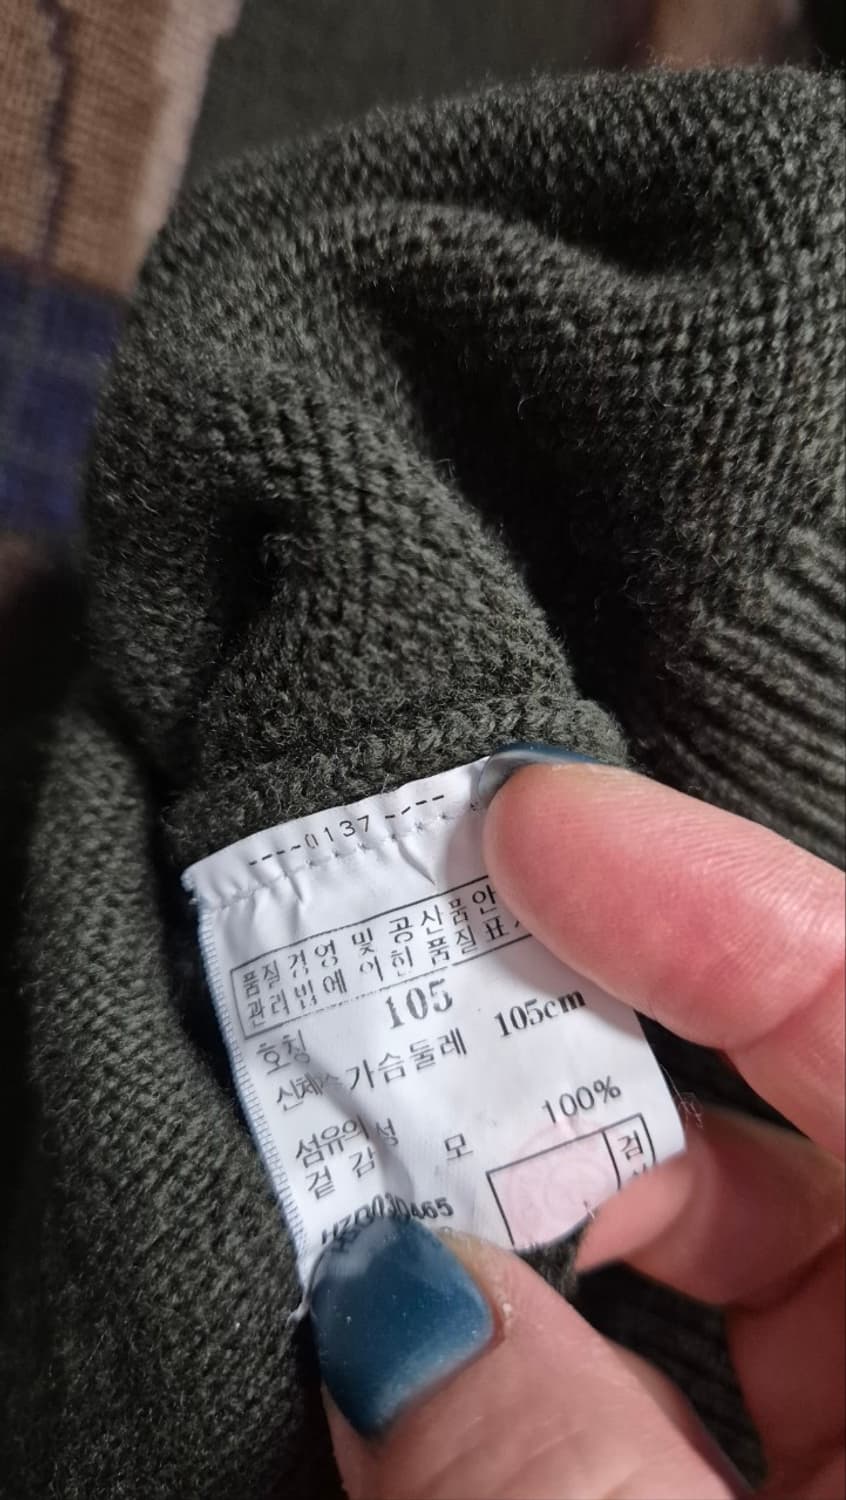 ----0137----
품질경영 및 공산품안
관리법에 의한 품질표
호칭 105
신체 가슴둘레 105cm
섬유의 성
겉감 모 100%
검